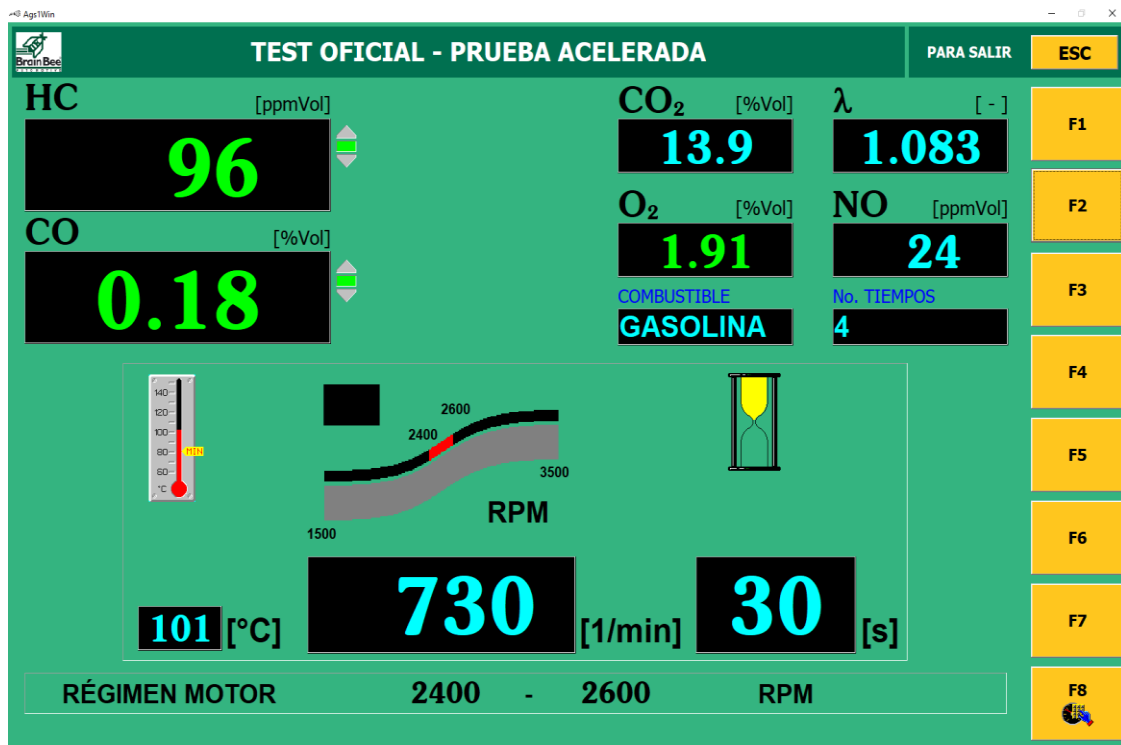 Ags1Win
BrainBee
AUTOMOTIVE
TEST OFICIAL - PRUEBA ACELERADA
PARA SALIR
ESC
HC [ppmVol]
96
CO [%Vol]
0.18
CO₂ [%Vol]
13.9
λ [ - ]
1.083
O₂ [%Vol]
1.91
NO [ppmVol]
24
COMBUSTIBLE
GASOLINA
No. TIEMPOS
4
F1
F2
F3
F4
F5
F6
F7
F8
140
120
100
80
MIN
60
°C
2600
2400
3500
1500
RPM
101 [°C]
730 [1/min]
30 [s]
RÉGIMEN MOTOR 2400 - 2600 RPM